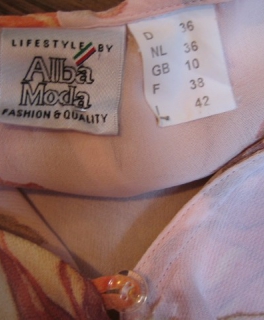 LIFESTYLE BY
Alba
Moda
FASHION & QUALITY
D 36
NL 36
GB 10
F 38
I 42